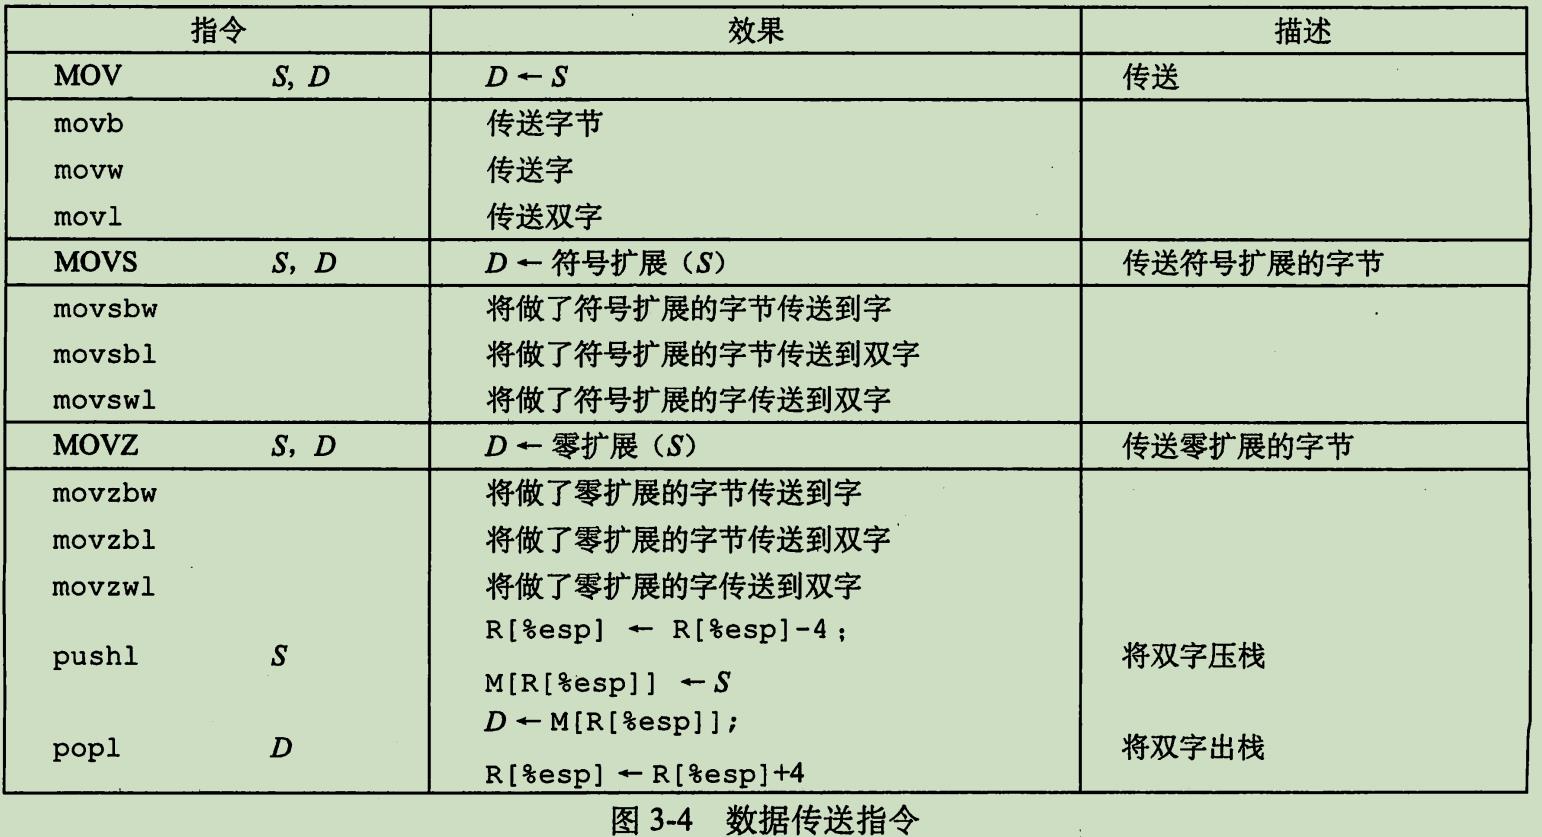 指令 效果 描述
MOV S, D D ← S 传送
movb 传送字节
movw 传送字
movl 传送双字
MOVS S, D D ← 符号扩展（S） 传送符号扩展的字节
movsbw 将做了符号扩展的字节传送到字
movsbl 将做了符号扩展的字节传送到双字
movswl 将做了符号扩展的字传送到双字
MOVZ S, D D ← 零扩展（S） 传送零扩展的字节
movzbw 将做了零扩展的字节传送到字
movzbl 将做了零扩展的字节传送到双字
movzwl 将做了零扩展的字传送到双字
R[%esp] ← R[%esp]-4；
pushl S 将双字压栈
M[R[%esp]] ← S
D ← M[R[%esp]];
popl D 将双字出栈
R[%esp] ← R[%esp]+4
图 3-4 数据传送指令